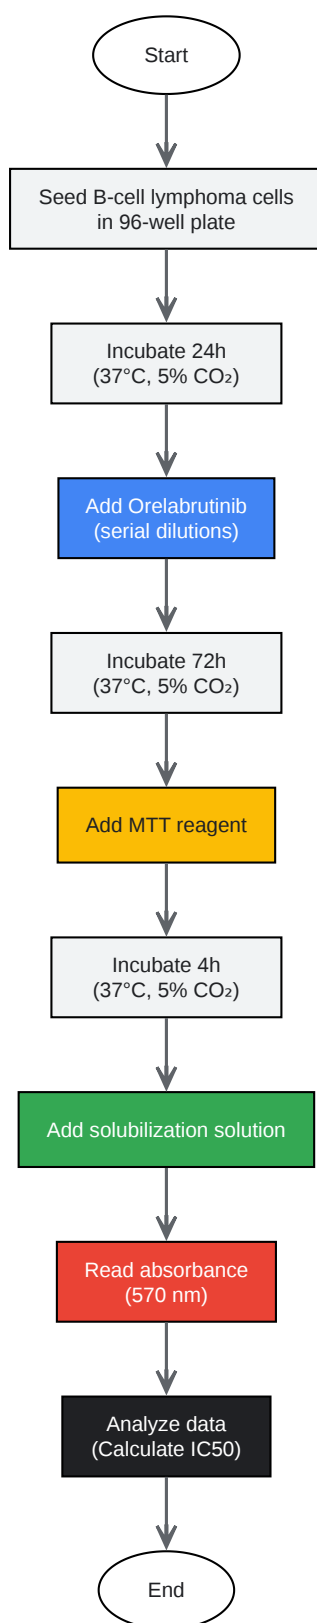 Start
Seed B-cell lymphoma cells
in 96-well plate
Incubate 24h
(37°C, 5% CO₂)
Add Orelabrutinib
(serial dilutions)
Incubate 72h
(37°C, 5% CO₂)
Add MTT reagent
Incubate 4h
(37°C, 5% CO₂)
Add solubilization solution
Read absorbance
(570 nm)
Analyze data
(Calculate IC50)
End